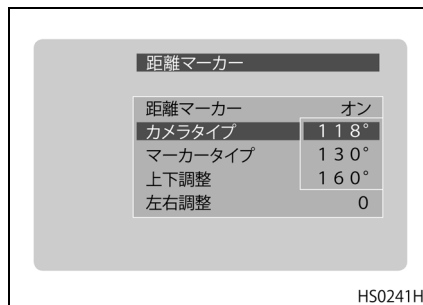 距離マーカー
距離マーカー オン
カメラタイプ 118°
マーカータイプ 130°
上下調整 160°
左右調整 0
HS0241H